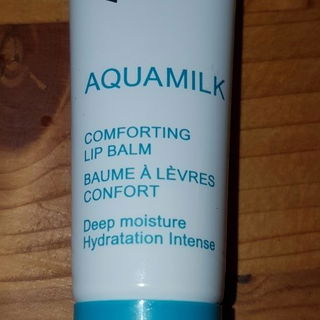 AQUAMILK
COMFORTING
LIP BALM
BAUME À LÈVRES
CONFORT
Deep moisture
Hydratation Intense